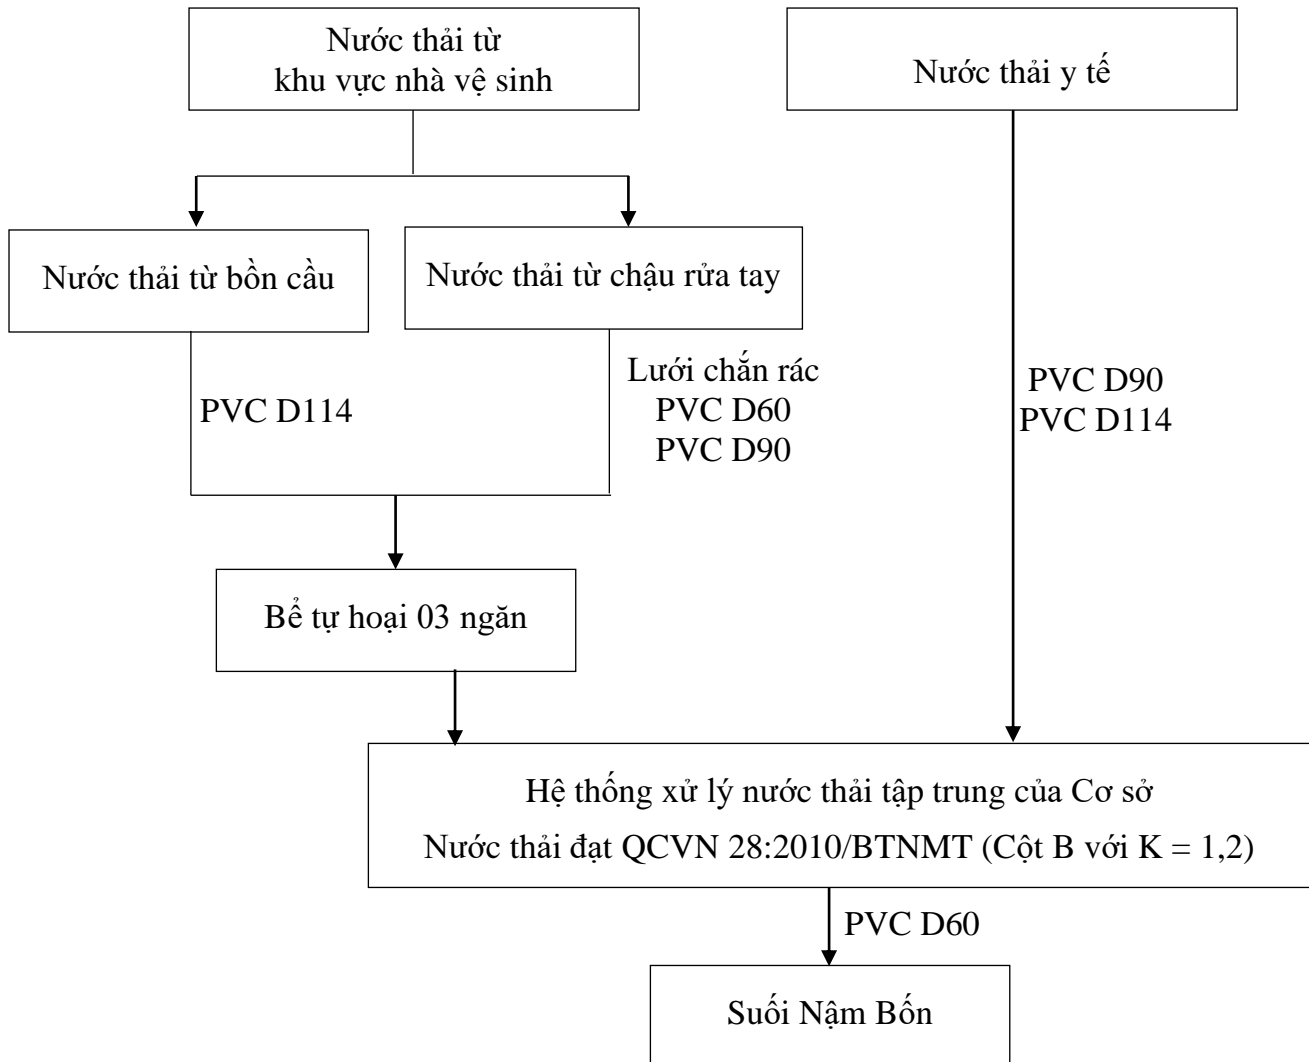 Nước thải từ
khu vực nhà vệ sinh
Nước thải y tế
Nước thải từ bồn cầu
Nước thải từ chậu rửa tay
PVC D114
Lưới chắn rác
PVC D60
PVC D90
PVC D90
PVC D114
Bể tự hoại 03 ngăn
Hệ thống xử lý nước thải tập trung của Cơ sở
Nước thải đạt QCVN 28:2010/BTNMT (Cột B với K = 1,2)
PVC D60
Suối Nậm Bốn